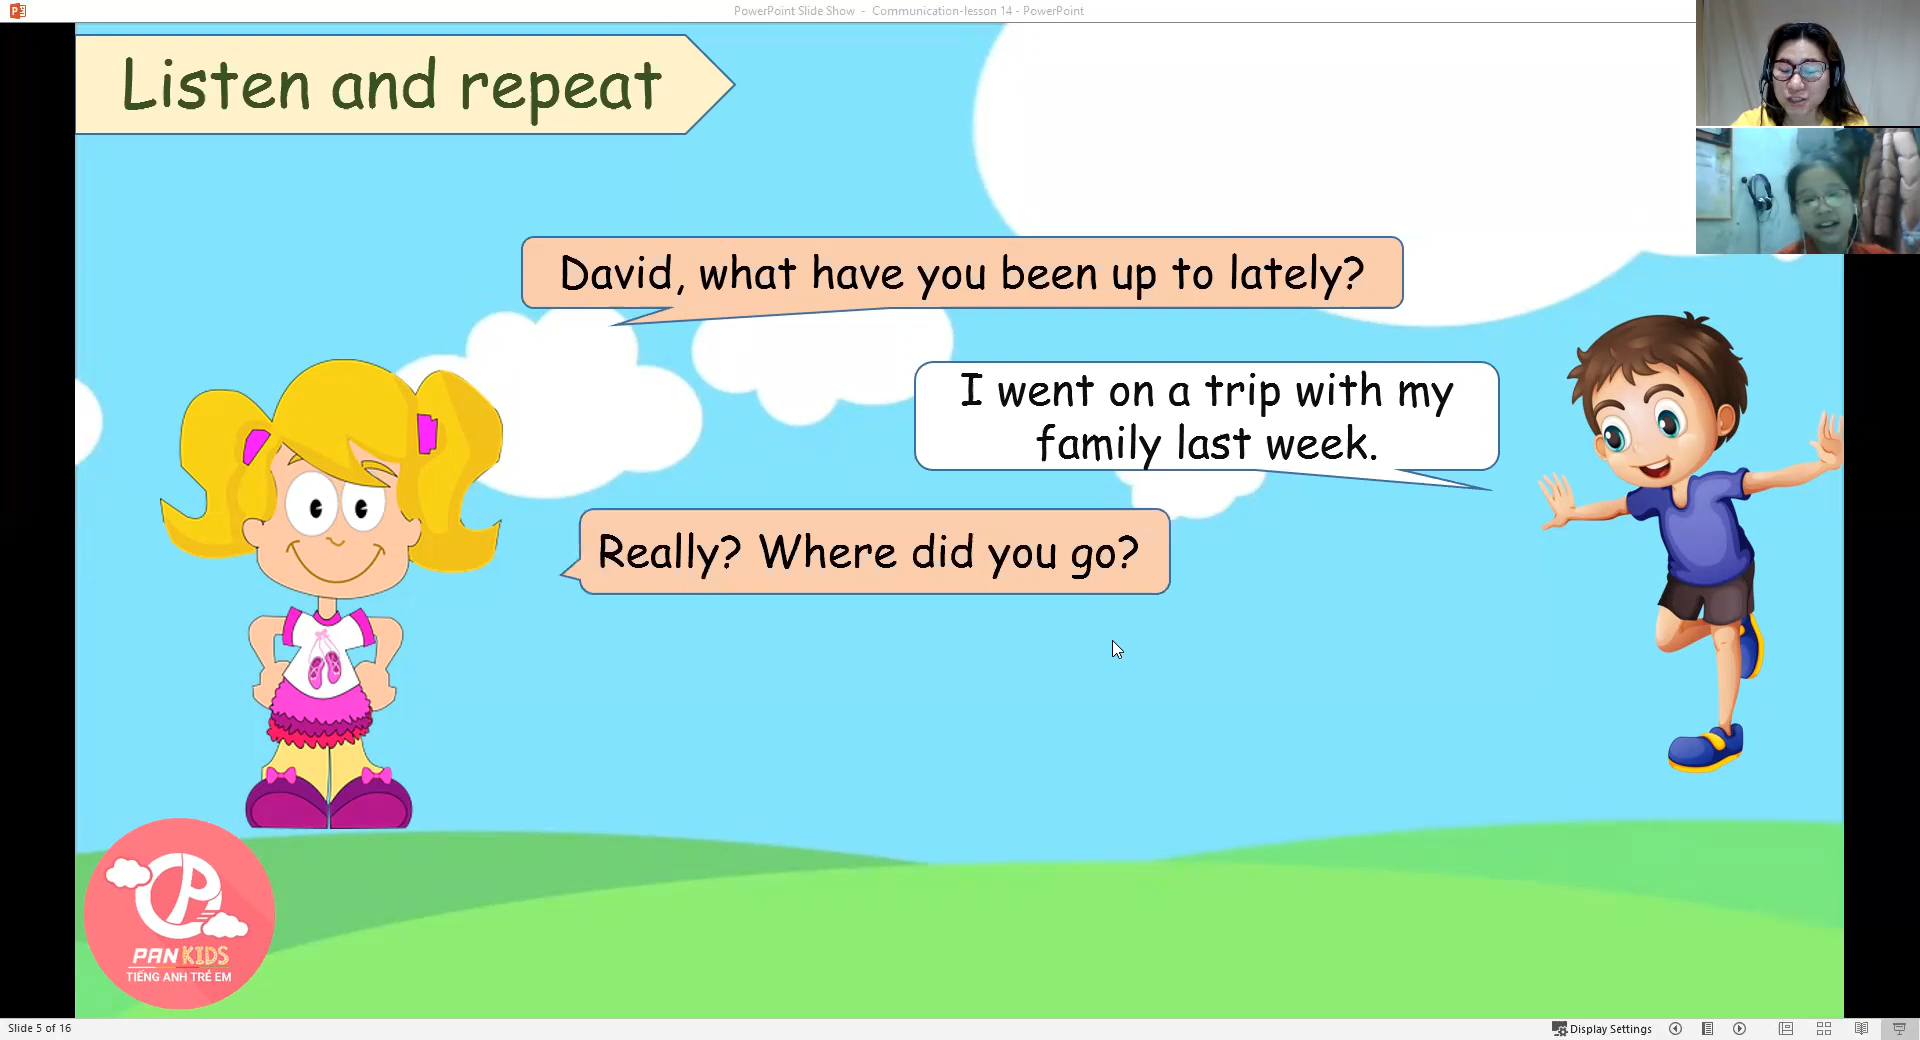 PowerPoint Slide Show - Communication-lesson 14 - PowerPoint
Listen and repeat
David, what have you been up to lately?
I went on a trip with my
family last week.
Really? Where did you go?
PAN KIDS
TIẾNG ANH TRẺ EM
Slide 5 of 16
Display Settings